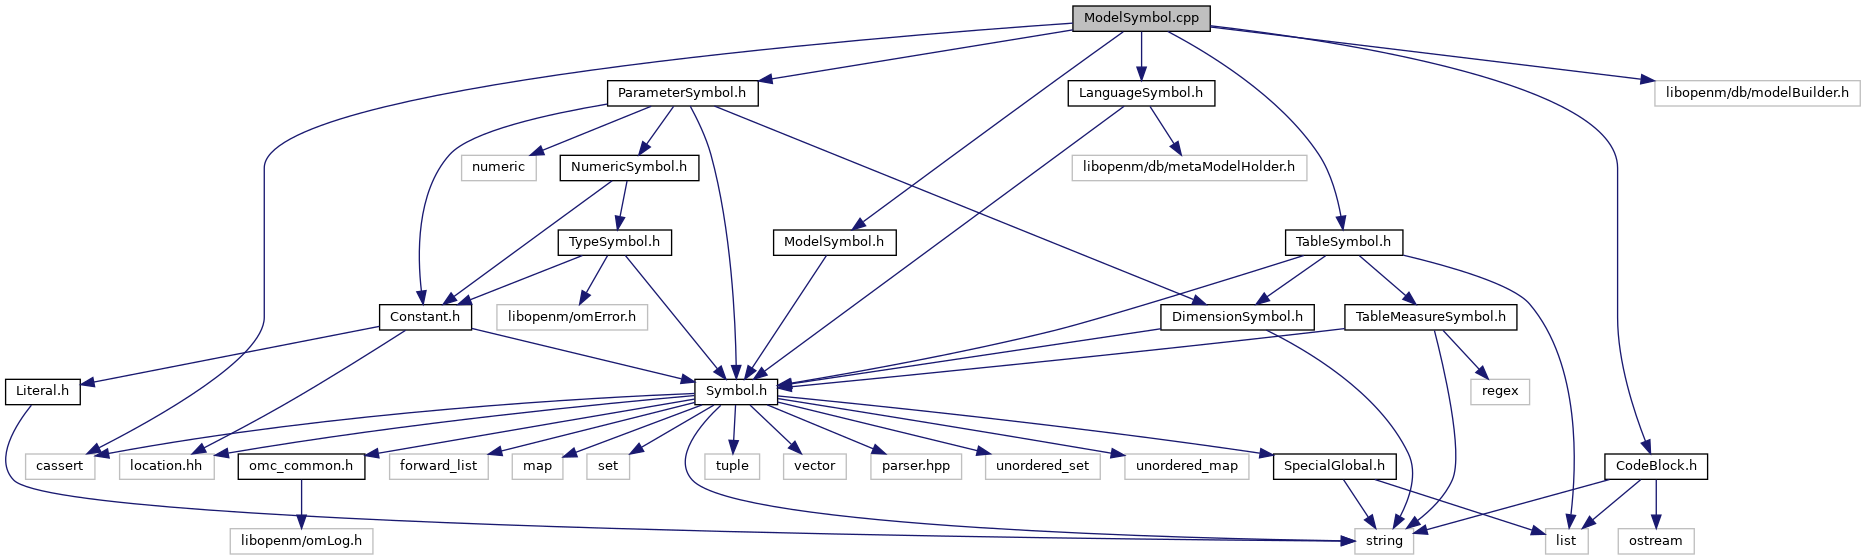 ModelSymbol.cpp
ParameterSymbol.h
LanguageSymbol.h
libopenm/db/modelBuilder.h
numeric
NumericSymbol.h
libopenm/db/metaModelHolder.h
TypeSymbol.h
ModelSymbol.h
TableSymbol.h
Constant.h
libopenm/omError.h
DimensionSymbol.h
TableMeasureSymbol.h
Literal.h
Symbol.h
regex
cassert
location.hh
omc_common.h
forward_list
map
set
tuple
vector
parser.hpp
unordered_set
unordered_map
SpecialGlobal.h
CodeBlock.h
libopenm/omLog.h
string
list
ostream